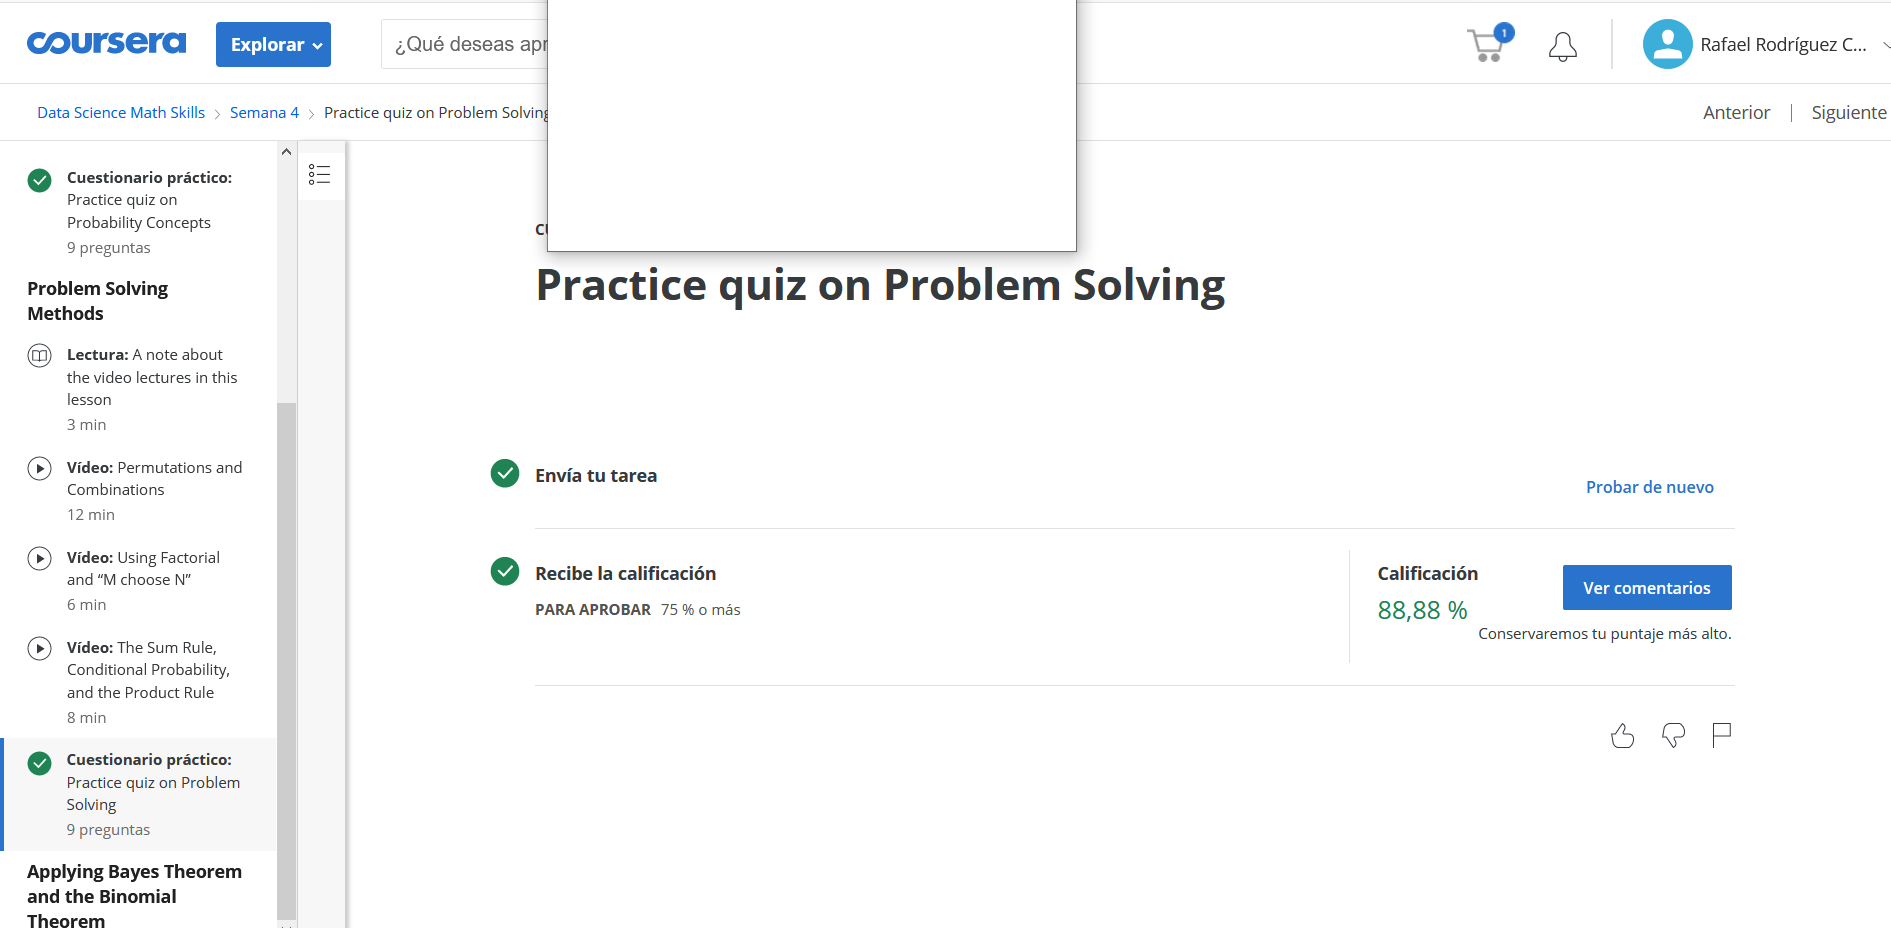 coursera
Explorar
¿Qué deseas apr
1
Rafael Rodríguez C...
Data Science Math Skills
Semana 4
Practice quiz on Problem Solving
Anterior
Siguiente
Cuestionario práctico:
Practice quiz on
Probability Concepts
9 preguntas
Problem Solving
Methods
Lectura: A note about
the video lectures in this
lesson
3 min
Vídeo: Permutations and
Combinations
12 min
Vídeo: Using Factorial
and “M choose N”
6 min
Vídeo: The Sum Rule,
Conditional Probability,
and the Product Rule
8 min
Cuestionario práctico:
Practice quiz on Problem
Solving
9 preguntas
Applying Bayes Theorem
and the Binomial
Theorem
Practice quiz on Problem Solving
Envía tu tarea
Probar de nuevo
Recibe la calificación
PARA APROBAR 75 % o más
Calificación
88,88 %
Ver comentarios
Conservaremos tu puntaje más alto.